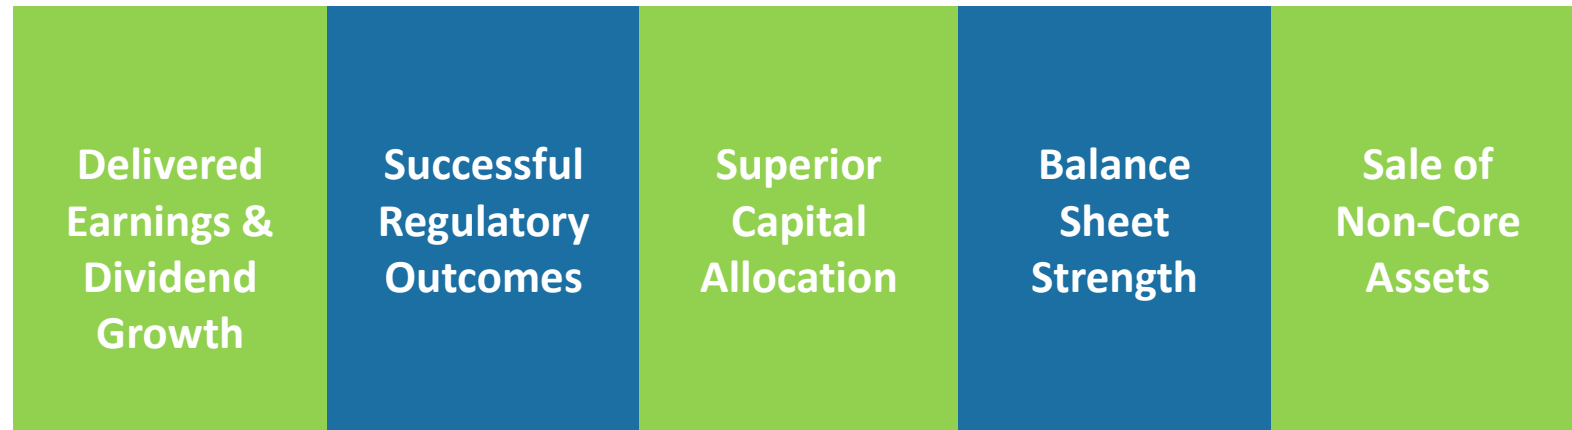 Delivered
Earnings &
Dividend
Growth
Successful
Regulatory
Outcomes
Superior
Capital
Allocation
Balance
Sheet
Strength
Sale of
Non-Core
Assets